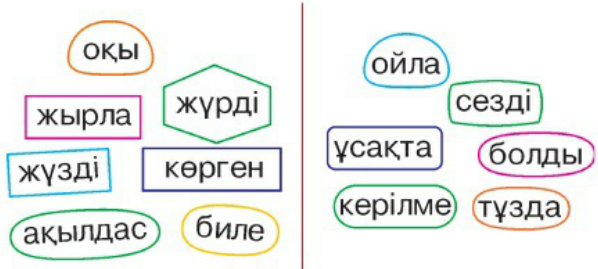 оқы
жырла
жүрді
жүзді
көрген
ақылдас
биле
ойла
сезді
ұсақта
болды
керілме
тұзда